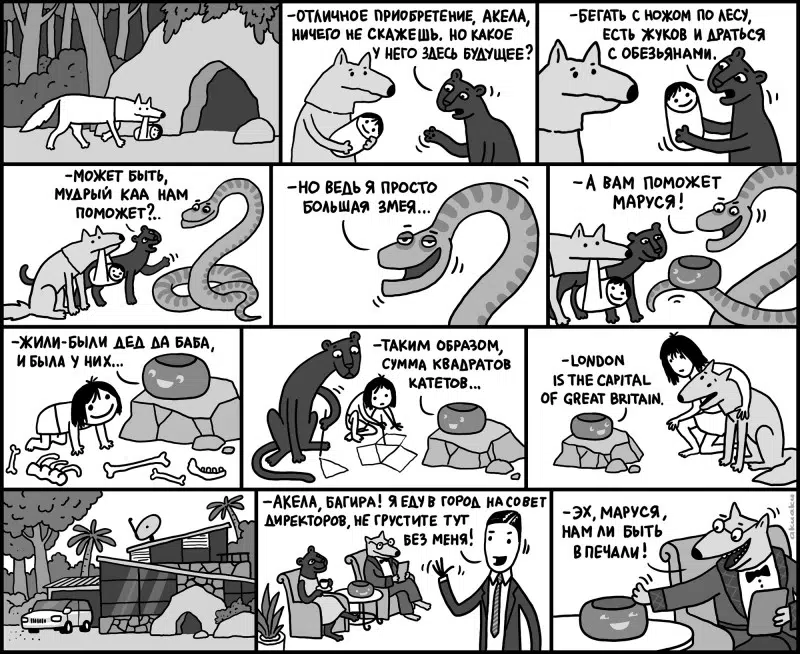 -ОТЛИЧНОЕ ПРИОБРЕТЕНИЕ, АКЕЛА,
НИЧЕГО НЕ СКАЖЕШЬ. НО КАКОЕ
У НЕГО ЗДЕСЬ БУДУЩЕЕ?
-БЕГАТЬ С НОЖОМ ПО ЛЕСУ,
ЕСТЬ ЖУКОВ И ДРАТЬСЯ
С ОБЕЗЬЯНАМИ.
-МОЖЕТ БЫТЬ,
МУДРЫЙ КАА НАМ
ПОМОЖЕТ?..
-НО ВЕДЬ Я ПРОСТО
БОЛЬШАЯ ЗМЕЯ...
-А ВАМ ПОМОЖЕТ
МАРУСЯ!
-ЖИЛИ-БЫЛИ ДЕД ДА БАБА,
И БЫЛА У НИХ...
-ТАКИМ ОБРАЗОМ,
СУММА КВАДРАТОВ
КАТЕТОВ...
-LONDON
IS THE CAPITAL
OF GREAT BRITAIN.
-АКЕЛА, БАГИРА! Я ЕДУ В ГОРОД НА СОВЕТ
ДИРЕКТОРОВ, НЕ ГРУСТИТЕ ТУТ
БЕЗ МЕНЯ!
-ЭХ, МАРУСЯ,
НАМ ЛИ БЫТЬ
В ПЕЧАЛИ!
akuaku